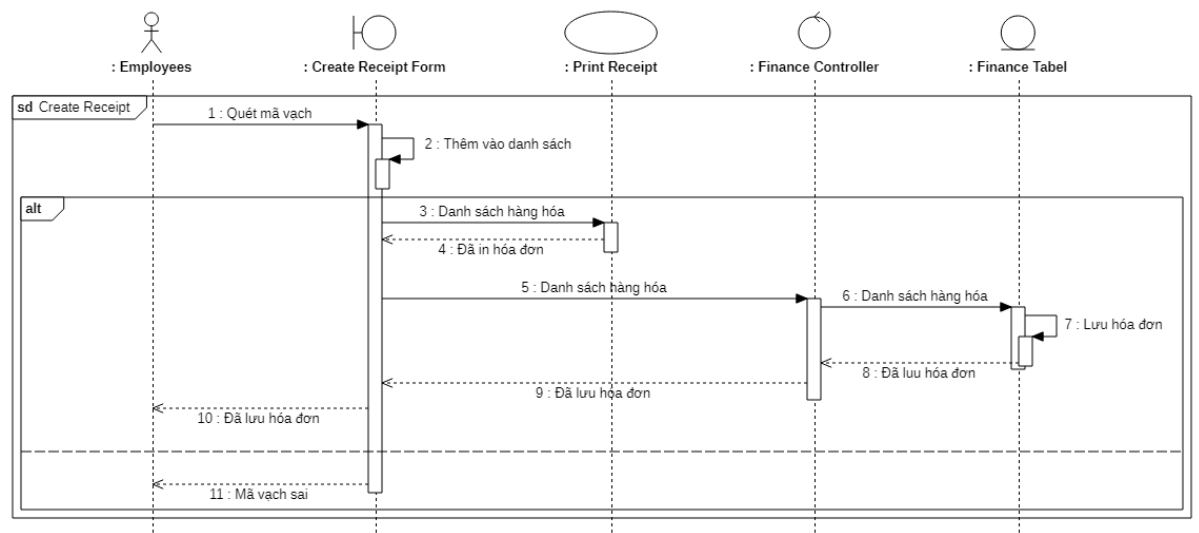 : Employees
: Create Receipt Form
: Print Receipt
: Finance Controller
: Finance Tabel
sd Create Receipt
1 : Quét mã vạch
2 : Thêm vào danh sách
alt
3 : Danh sách hàng hóa
4 : Đã in hóa đơn
5 : Danh sách hàng hóa
6 : Danh sách hàng hóa
7 : Lưu hóa đơn
8 : Đã luu hóa đơn
9 : Đã lưu hóa đơn
10 : Đã lưu hóa đơn
11 : Mã vạch sai